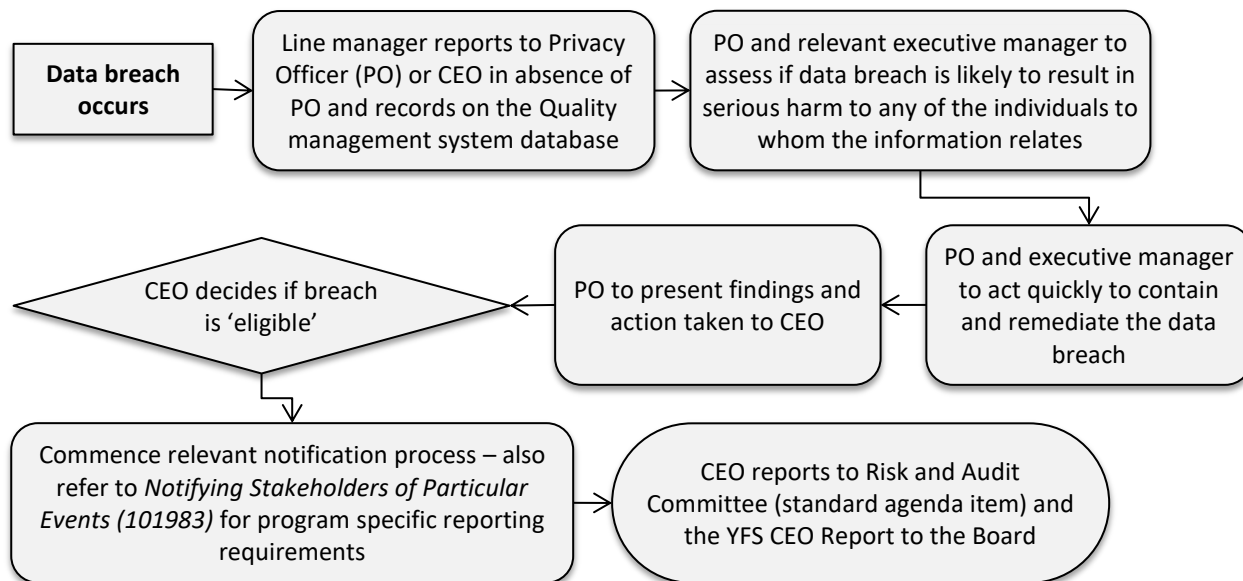 Data breach
occurs
Line manager reports to Privacy
Officer (PO) or CEO in absence of
PO and records on the Quality
management system database
PO and relevant executive manager to
assess if data breach is likely to result in
serious harm to any of the individuals to
whom the information relates
PO and executive manager
to act quickly to contain
and remediate the data
breach
PO to present findings and
action taken to CEO
CEO decides if breach
is ‘eligible’
Commence relevant notification process – also
refer to Notifying Stakeholders of Particular
Events (101983) for program specific reporting
requirements
CEO reports to Risk and Audit
Committee (standard agenda item) and
the YFS CEO Report to the Board